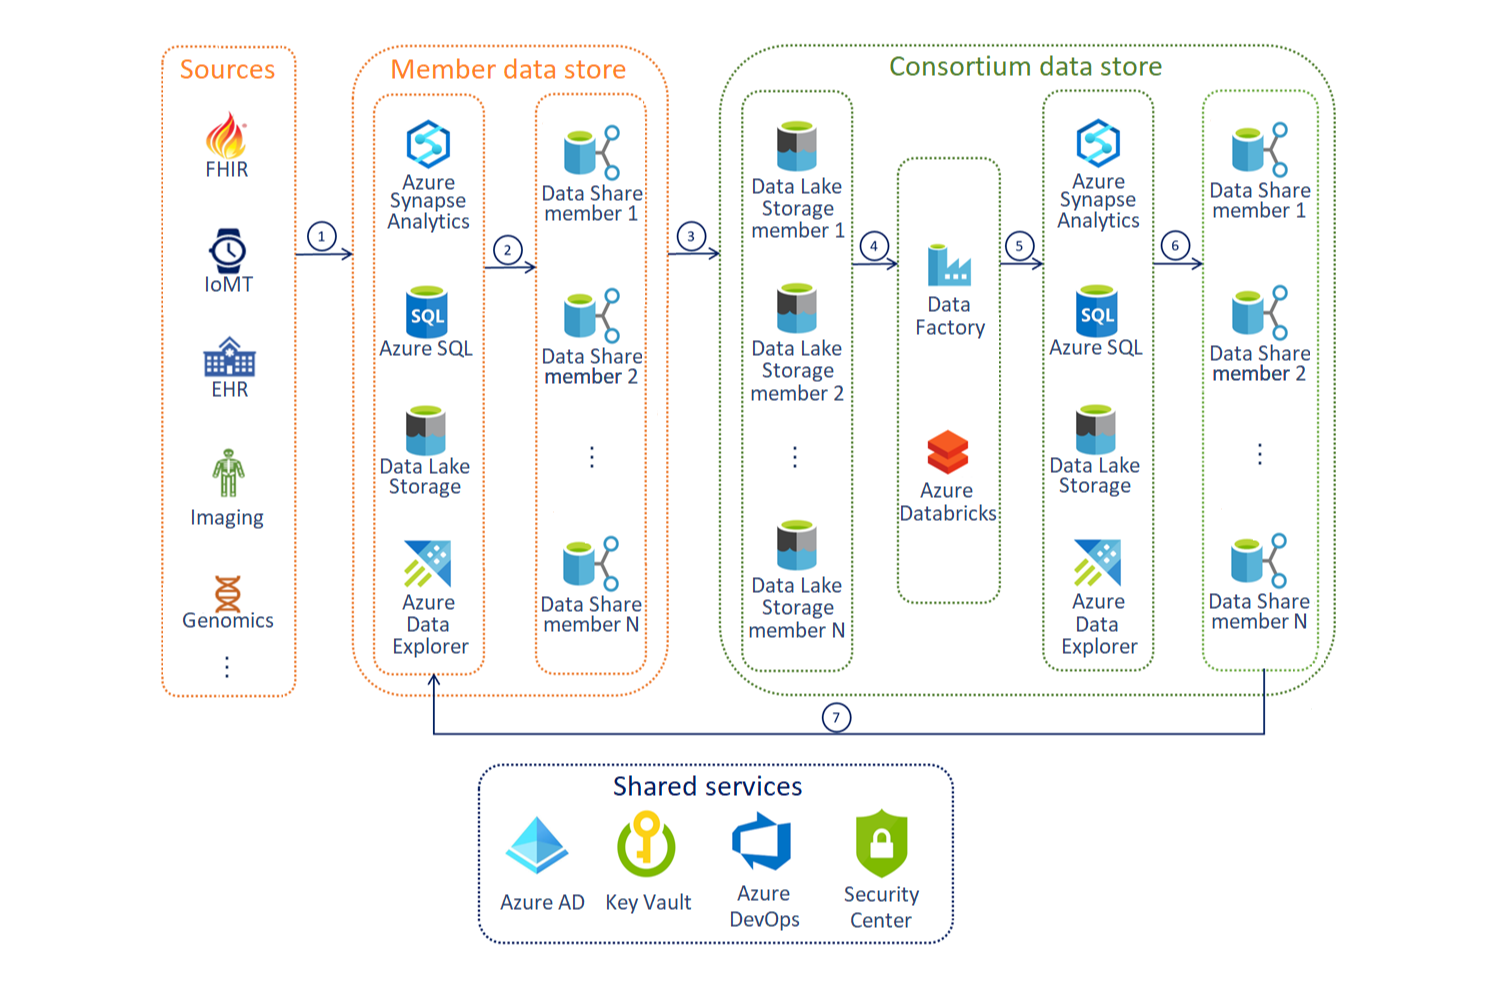 Sources
FHIR
IoMT
EHR
Imaging
Genomics
1
Member data store
Azure
Synapse
Analytics
SQL
Azure SQL
Data Lake
Storage
Azure
Data
Explorer
2
Data Share
member 1
Data Share
member 2
Data Share
member N
3
Consortium data store
Data Lake
Storage
member 1
Data Lake
Storage
member 2
Data Lake
Storage
member N
4
Data
Factory
Azure
Databricks
5
Azure
Synapse
Analytics
SQL
Azure SQL
Data Lake
Storage
Azure
Data
Explorer
6
Data Share
member 1
Data Share
member 2
Data Share
member N
7
Shared services
Azure AD
Key Vault
Azure
DevOps
Security
Center